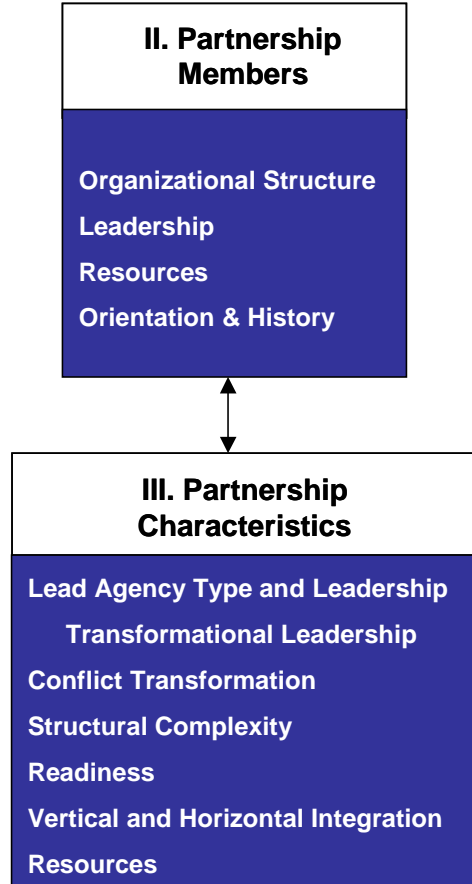 II. Partnership
Members
Organizational Structure
Leadership
Resources
Orientation & History
III. Partnership
Characteristics
Lead Agency Type and Leadership
Transformational Leadership
Conflict Transformation
Structural Complexity
Readiness
Vertical and Horizontal Integration
Resources